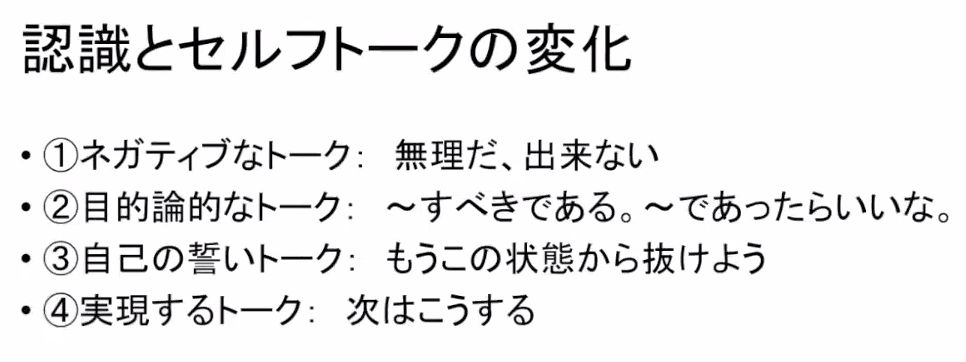 認識とセルフトークの変化
• ①ネガティブなトーク： 無理だ、出来ない
• ②目的論的なトーク： ～すべきである。～であったらいいな。
• ③自己の誓いトーク： もうこの状態から抜けよう
• ④実現するトーク： 次はこうする